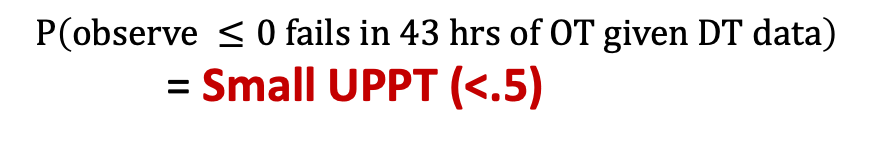 P(observe ≤ 0 fails in 43 hrs of OT given DT data)
= Small UPPT (<.5)